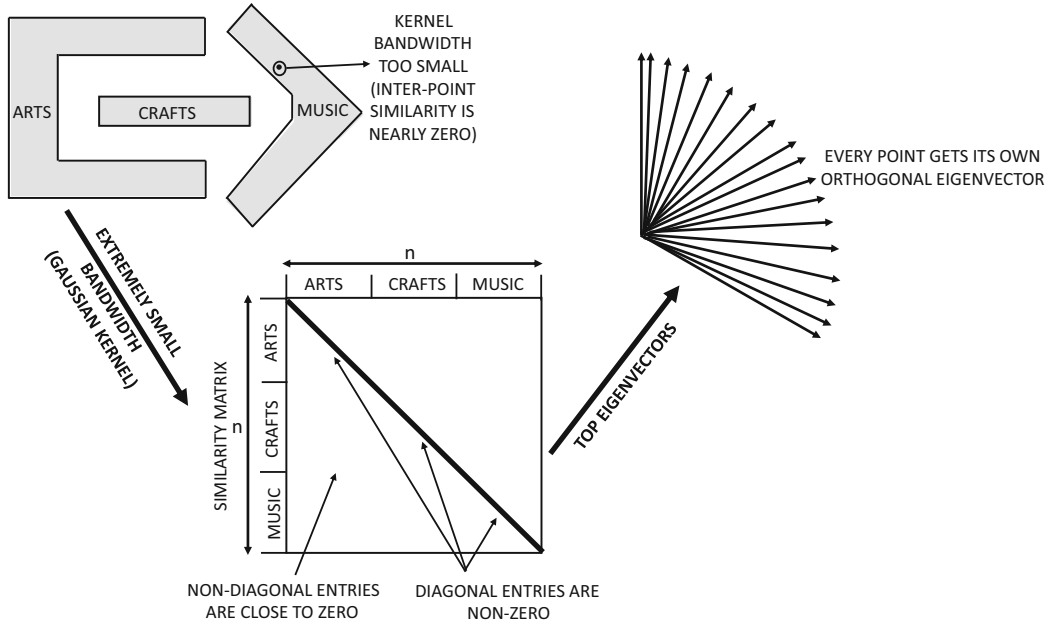 KERNEL
BANDWIDTH
TOO SMALL
(INTER-POINT
SIMILARITY IS
NEARLY ZERO)
ARTS
CRAFTS
MUSIC
EVERY POINT GETS ITS OWN
ORTHOGONAL EIGENVECTOR
EXTREMELY SMALL
BANDWIDTH
(GAUSSIAN KERNEL)
n
ARTS
CRAFTS
MUSIC
SIMILARITY MATRIX
n
ARTS
CRAFTS
MUSIC
TOP EIGENVECTORS
NON-DIAGONAL ENTRIES
ARE CLOSE TO ZERO
DIAGONAL ENTRIES ARE
NON-ZERO